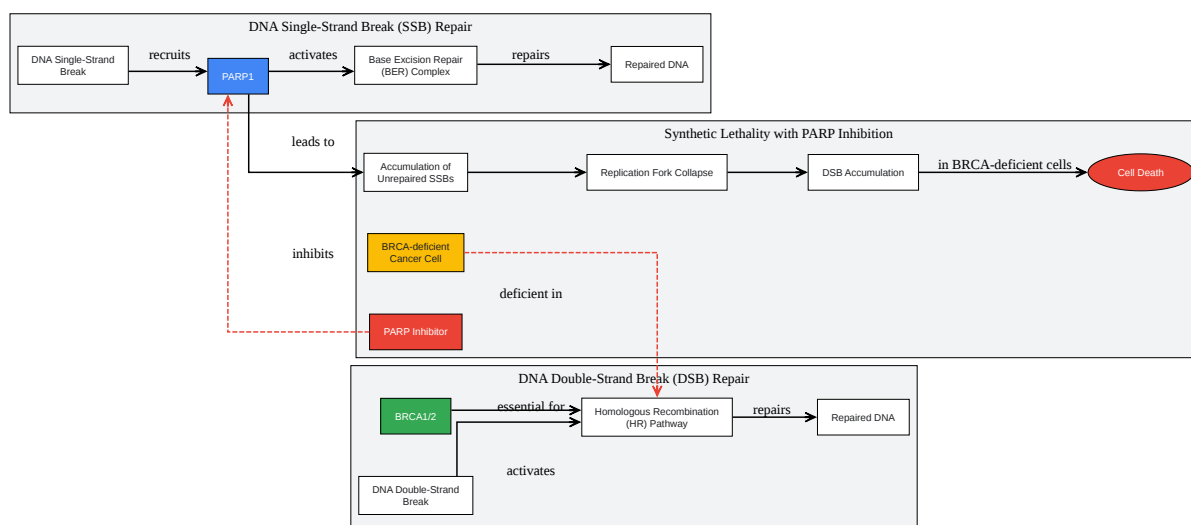 DNA Single-Strand Break (SSB) Repair
DNA Single-Strand
Break
recruits
PARP1
activates
Base Excision Repair
(BER) Complex
repairs
Repaired DNA
Synthetic Lethality with PARP Inhibition
leads to
Accumulation of
Unrepaired SSBs
Replication Fork Collapse
DSB Accumulation
in BRCA-deficient cells
Cell Death
inhibits
BRCA-deficient
Cancer Cell
deficient in
PARP Inhibitor
DNA Double-Strand Break (DSB) Repair
BRCA1/2
essential for
Homologous Recombination
(HR) Pathway
repairs
Repaired DNA
activates
DNA Double-Strand
Break